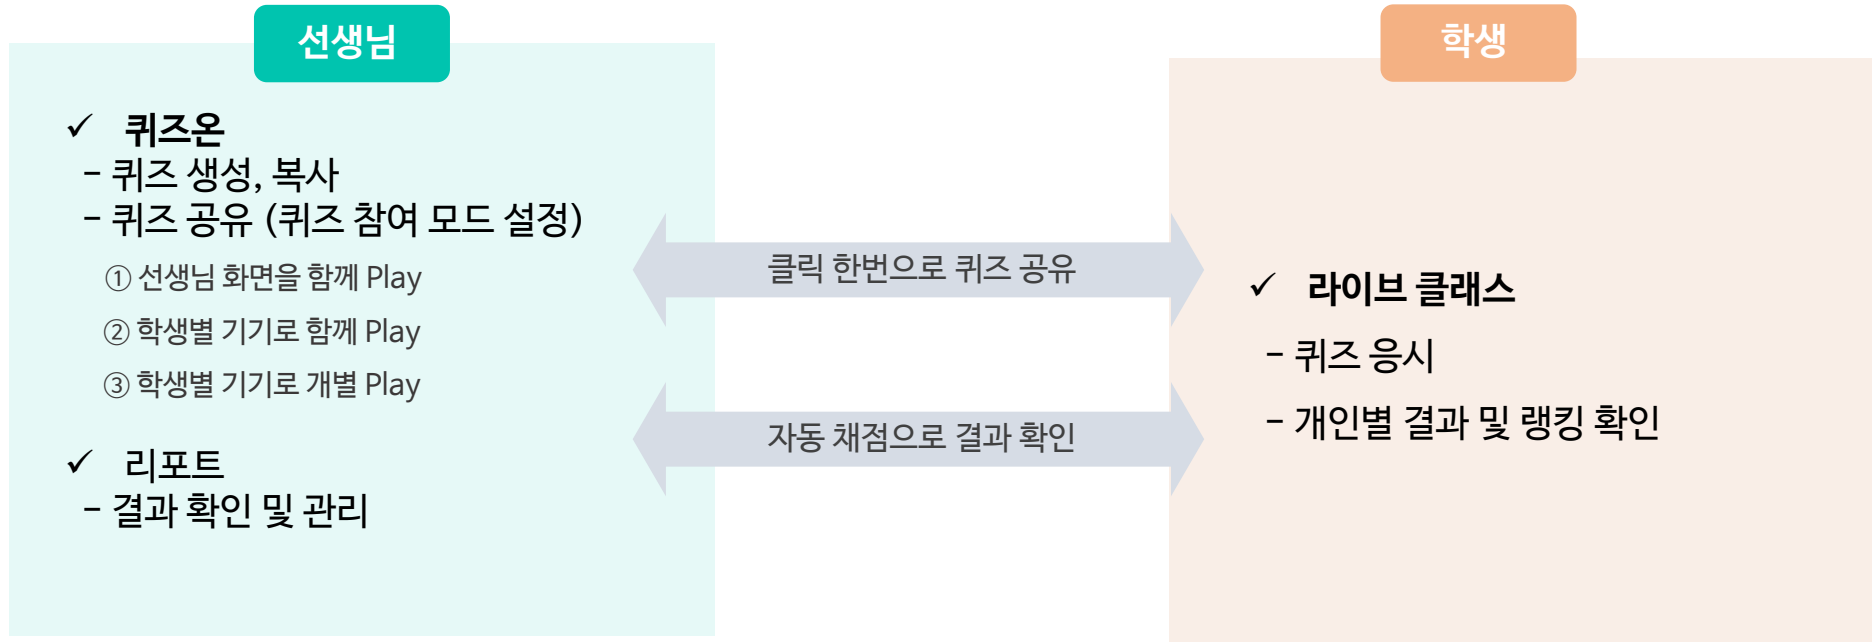 선생님
✓ 퀴즈온
- 퀴즈 생성, 복사
- 퀴즈 공유 (퀴즈 참여 모드 설정)
① 선생님 화면을 함께 Play
② 학생별 기기로 함께 Play
③ 학생별 기기로 개별 Play
✓ 리포트
- 결과 확인 및 관리
클릭 한번으로 퀴즈 공유
자동 채점으로 결과 확인
학생
✓ 라이브 클래스
- 퀴즈 응시
- 개인별 결과 및 랭킹 확인